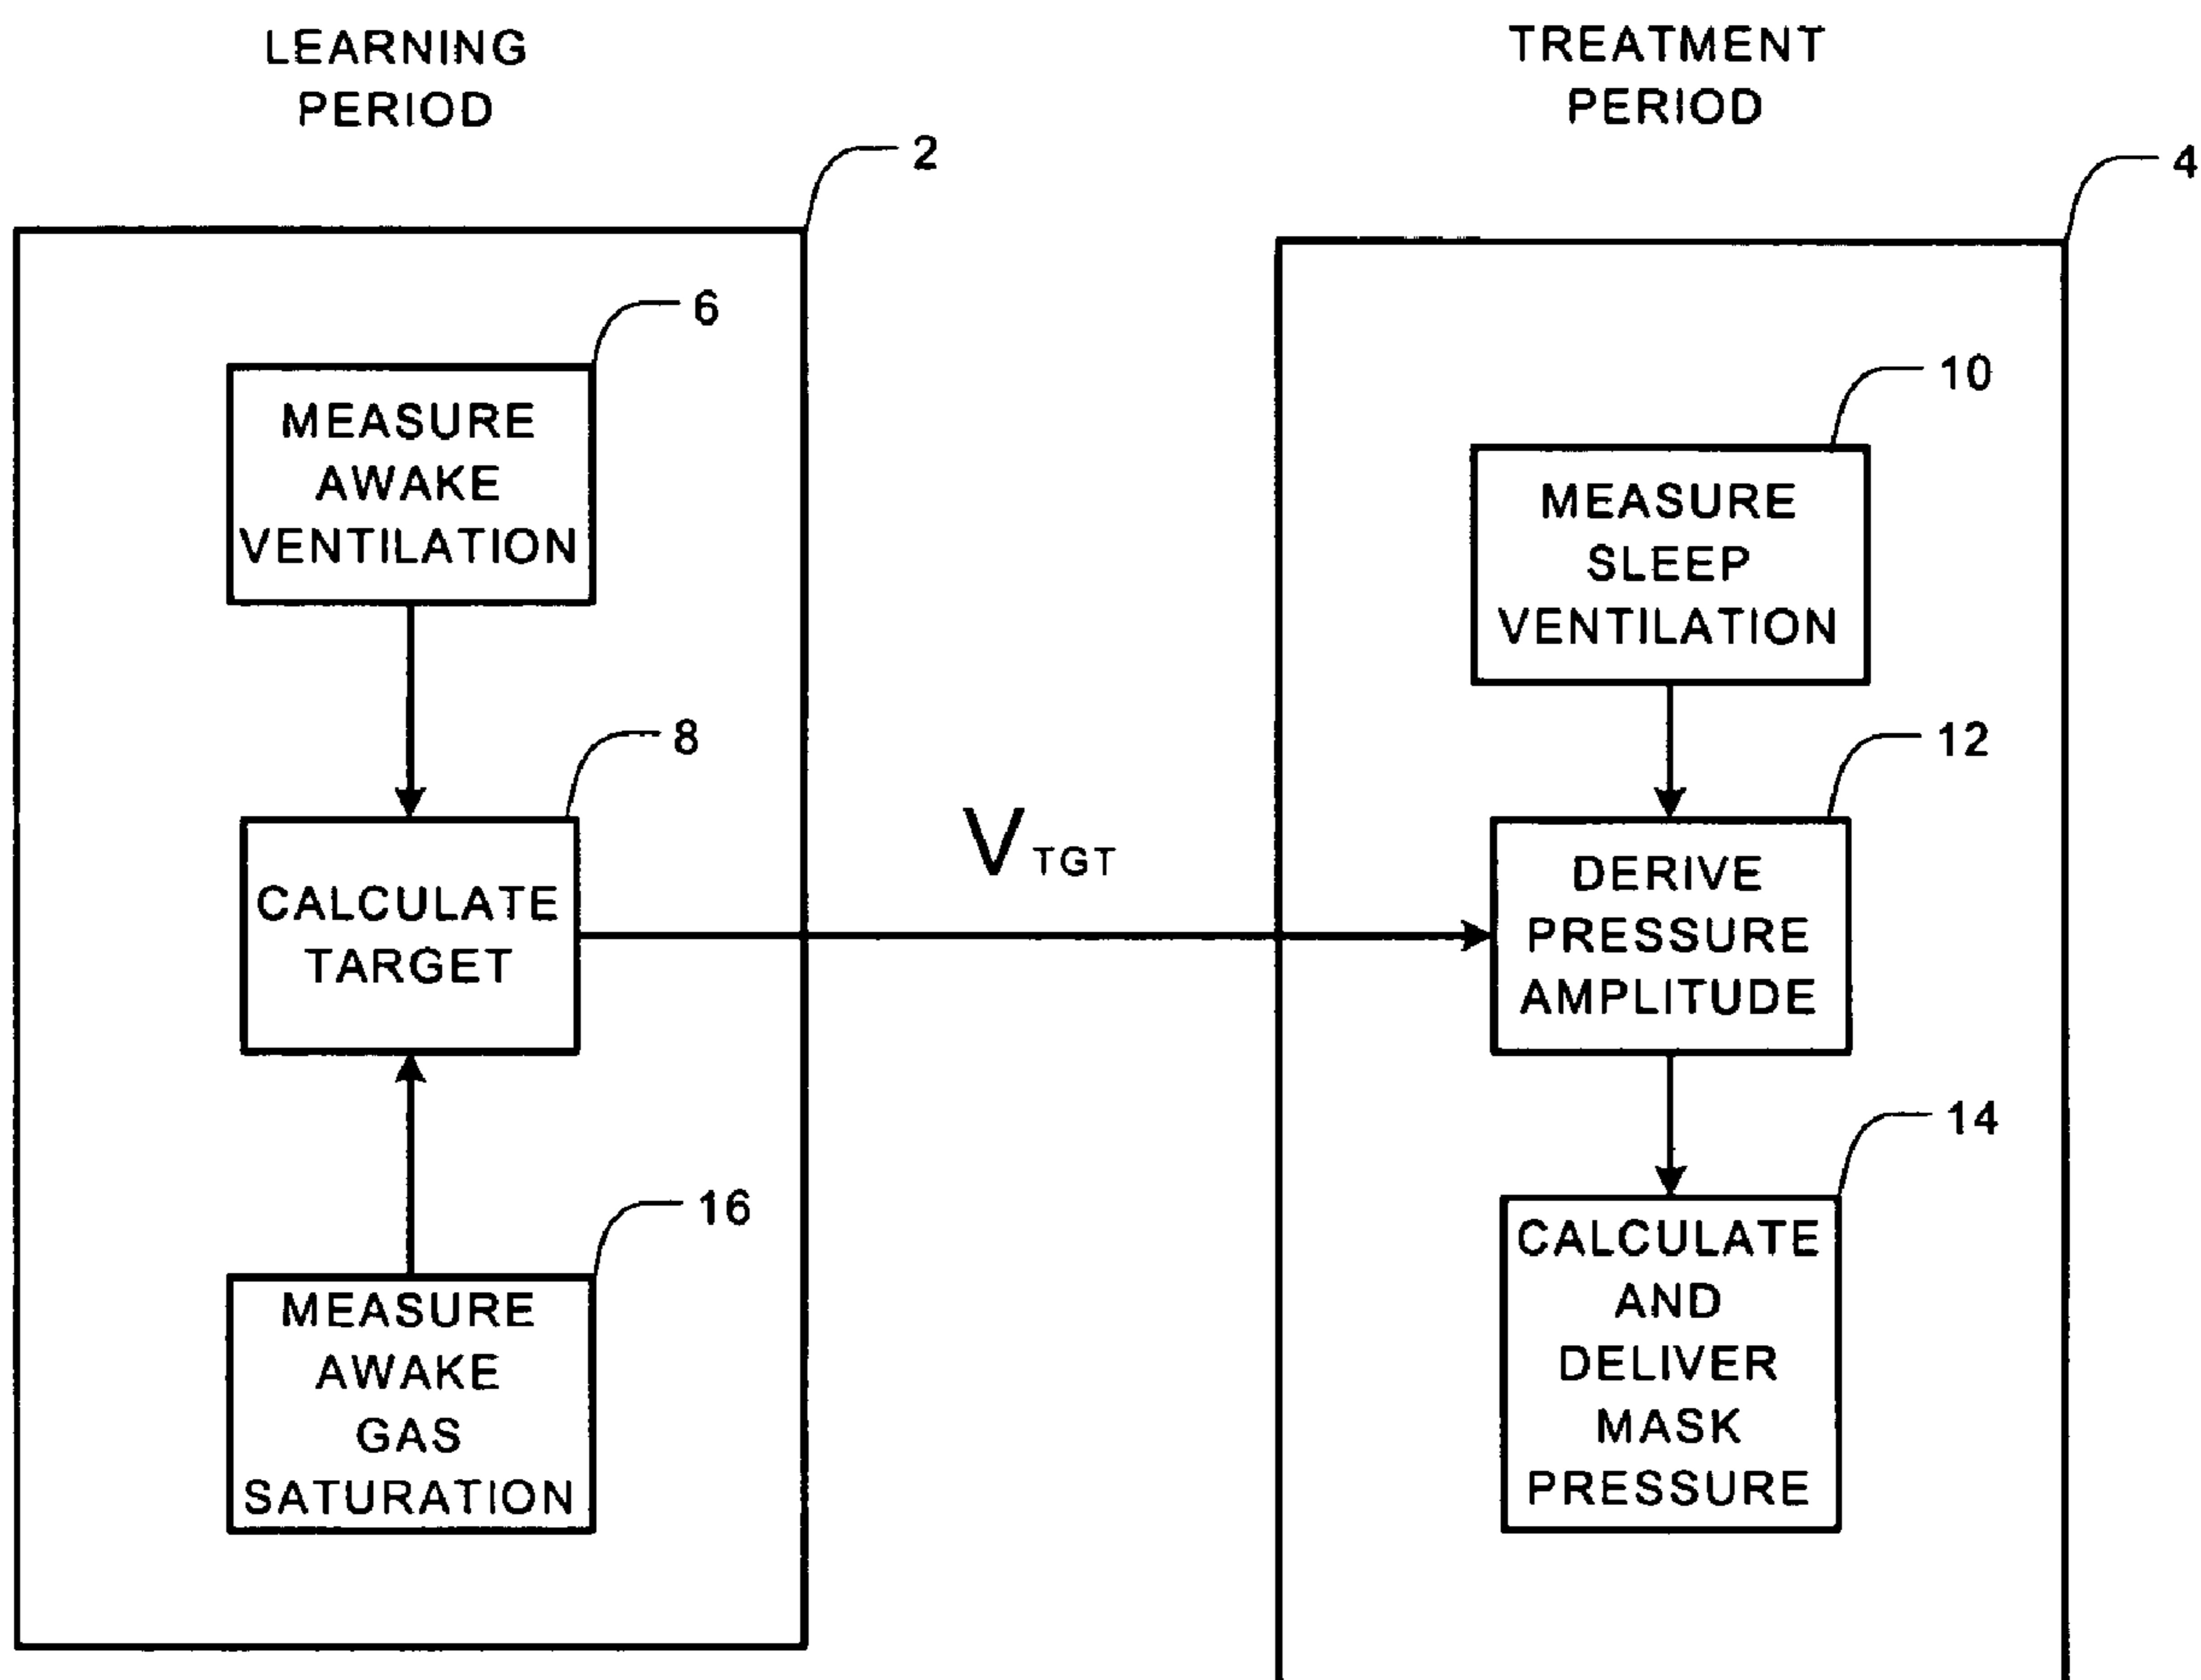 LEARNING
PERIOD
2
6
MEASURE
AWAKE
VENTILATION
8
CALCULATE
TARGET
16
MEASURE
AWAKE
GAS
SATURATION
V TGT
TREATMENT
PERIOD
4
10
MEASURE
SLEEP
VENTILATION
12
DERIVE
PRESSURE
AMPLITUDE
14
CALCULATE
AND
DELIVER
MASK
PRESSURE